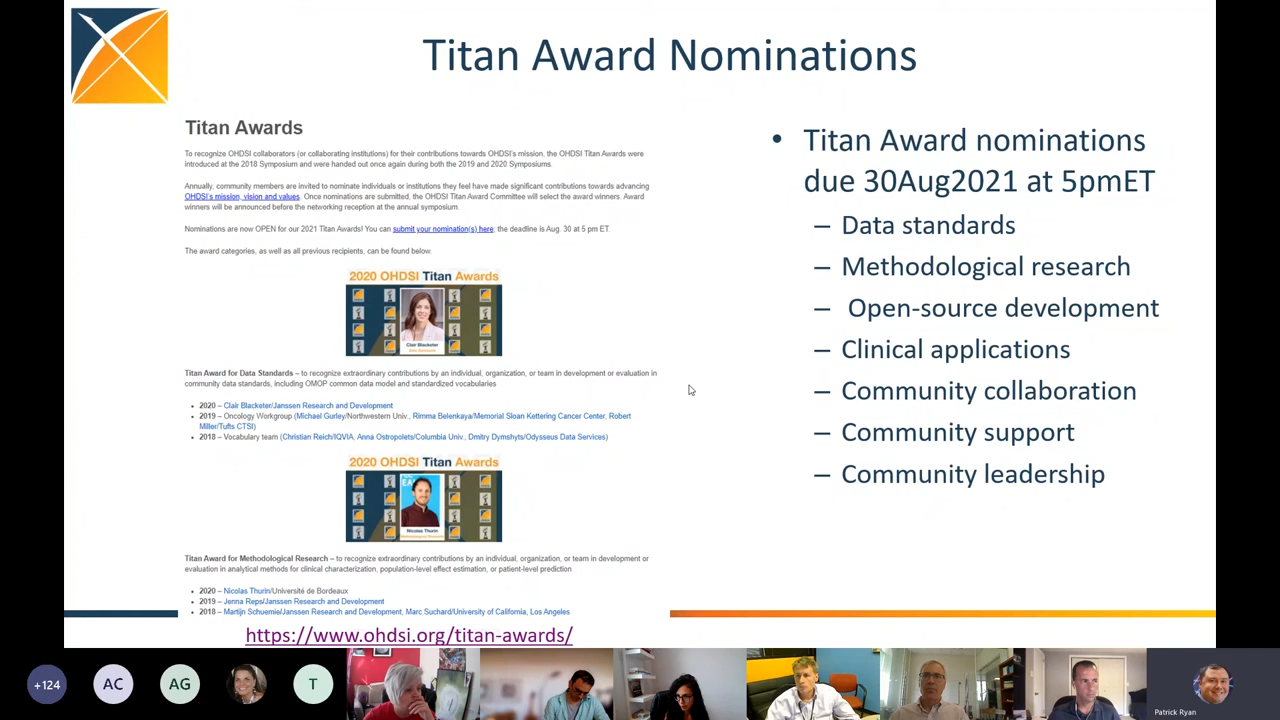 Titan Award Nominations
Titan Awards
To recognize OHDSI collaborators (or collaborating institutions) for their contributions towards OHDSI's mission, the OHDSI Titan Awards were
introduced at the 2018 Symposium and were handed out once again during both the 2019 and 2020 Symposiums.
Annually, community members are invited to nominate individuals or institutions they feel have made significant contributions towards advancing
OHDSI's mission, vision and values. Once nominations are submitted, the OHDSI Titan Award Committee will select the award winners. Award
winners will be announced before the networking reception at the annual symposium.
Nominations are now OPEN for our 2021 Titan Awards! You can submit your nomination(s) here; the deadline is Aug. 30 at 5 pm ET.
The award categories, as well as all previous recipients, can be found below.
2020 OHDSI Titan Awards
Clair Blacketer
Data Standards
Titan Award for Data Standards – to recognize extraordinary contributions by an individual, organization, or team in development or evaluation in
community data standards, including OMOP common data model and standardized vocabularies
• 2020 – Clair Blacketer/Janssen Research and Development
• 2019 – Oncology Workgroup (Michael Gurley/Northwestern Univ., Rimma Belenkaya/Memorial Sloan Kettering Cancer Center, Robert
Miller/Tufts CTSI)
• 2018 – Vocabulary team (Christian Reich/IQVIA, Anna Ostropolets/Columbia Univ., Dmitry Dymshyts/Odysseus Data Services)
2020 OHDSI Titan Awards
Nicolas Thurin
Methodological Research
Titan Award for Methodological Research – to recognize extraordinary contributions by an individual, organization, or team in development or
evaluation in analytical methods for clinical characterization, population-level effect estimation, or patient-level prediction
• 2020 – Nicolas Thurin/Université de Bordeaux
• 2019 – Jenna Reps/Janssen Research and Development
• 2018 – Martijn Schuemie/Janssen Research and Development, Marc Suchard/University of California, Los Angeles
https://www.ohdsi.org/titan-awards/
• Titan Award nominations
due 30Aug2021 at 5pmET
– Data standards
– Methodological research
– Open-source development
– Clinical applications
– Community collaboration
– Community support
– Community leadership
+124
AC
AG
T
Patrick Ryan